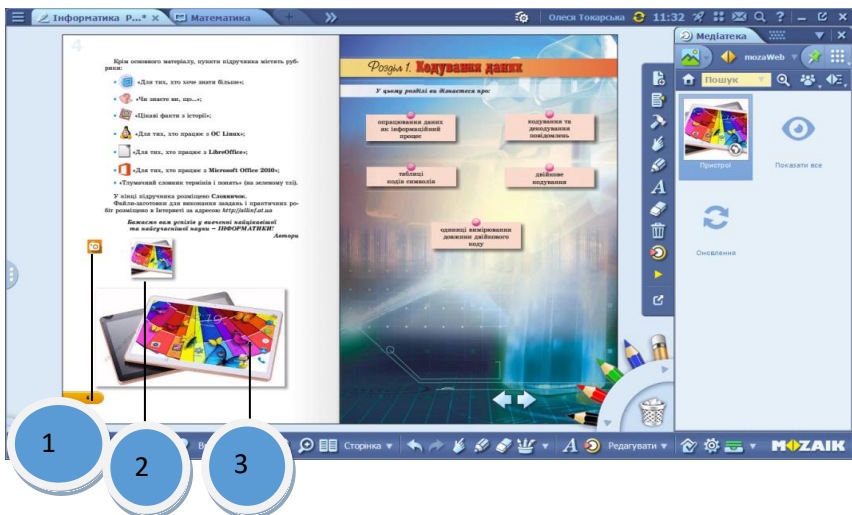 Інформатика Р...*
Математика
Олеся Токарська
11:32
Медіатека
mozaWeb
Пошук
Пристрої
Показати все
Оновлення
4
Крім основного матеріалу, пункти підручника містять руб-
рики:
«Для тих, хто хоче знати більше»;
«Чи знаєте ви, що...»;
«Цікаві факти з історії»;
«Для тих, хто працює з ОС Linux»;
«Для тих, хто працює з LibreOffice»;
«Для тих, хто працює з Microsoft Office 2010»;
«Тлумачний словник термінів і понять» (на зеленому тлі).
У кінці підручника розміщено Словничок.
Файли-заготовки для виконання завдань і практичних ро-
біт розміщено в Інтернеті за адресою http://allinf.at.ua
Бажаємо вам успіхів у вивченні найцікавішої
та найсучаснішої науки – ІНФОРМАТИКИ!
Автори
Розділ 1. Кодування даних
У цьому розділі ви дізнаєтеся про:
опрацювання даних
як інформаційний
процес
кодування та
декодування
повідомлень
таблиці
кодів символів
двійкове
кодування
одиниці вимірювання
довжини двійкового
коду
1
2
3
Сторінка
Редагувати
MOZAIK